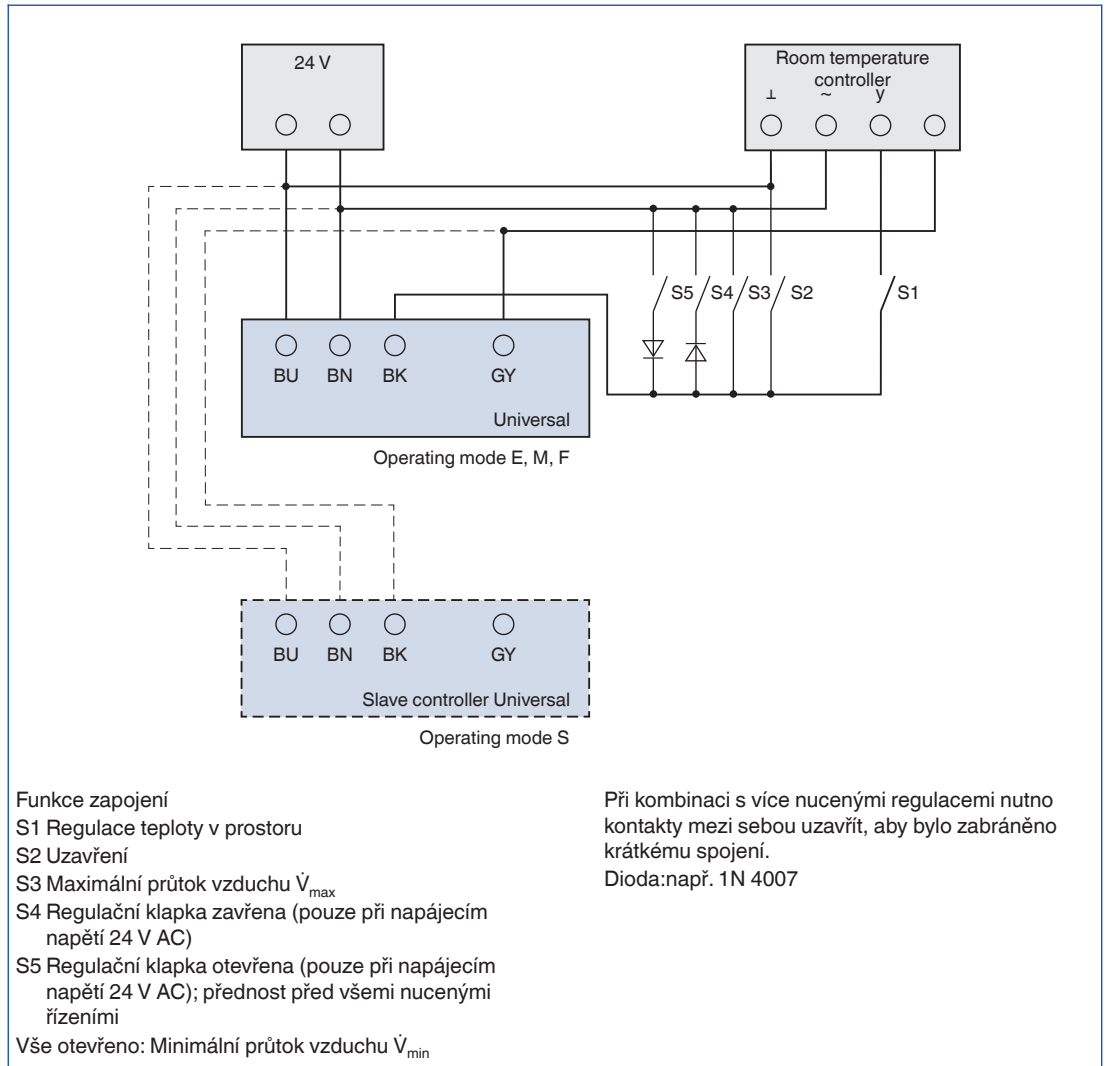 24 V
Room temperature
controller
⊥ ~ y
S5 S4 S3 S2 S1
BU BN BK GY
Universal
Operating mode E, M, F
BU BN BK GY
Slave controller Universal
Operating mode S
Funkce zapojení
S1 Regulace teploty v prostoru
S2 Uzavření
S3 Maximální průtok vzduchu V̇max
S4 Regulační klapka zavřena (pouze při napájecím
napětí 24 V AC)
S5 Regulační klapka otevřena (pouze při napájecím
napětí 24 V AC); přednost před všemi nucenými
řízeními
Vše otevřeno: Minimální průtok vzduchu V̇min
Při kombinaci s více nucenými regulacemi nutno
kontakty mezi sebou uzavřít, aby bylo zabráněno
krátkému spojení.
Dioda:např. 1N 4007